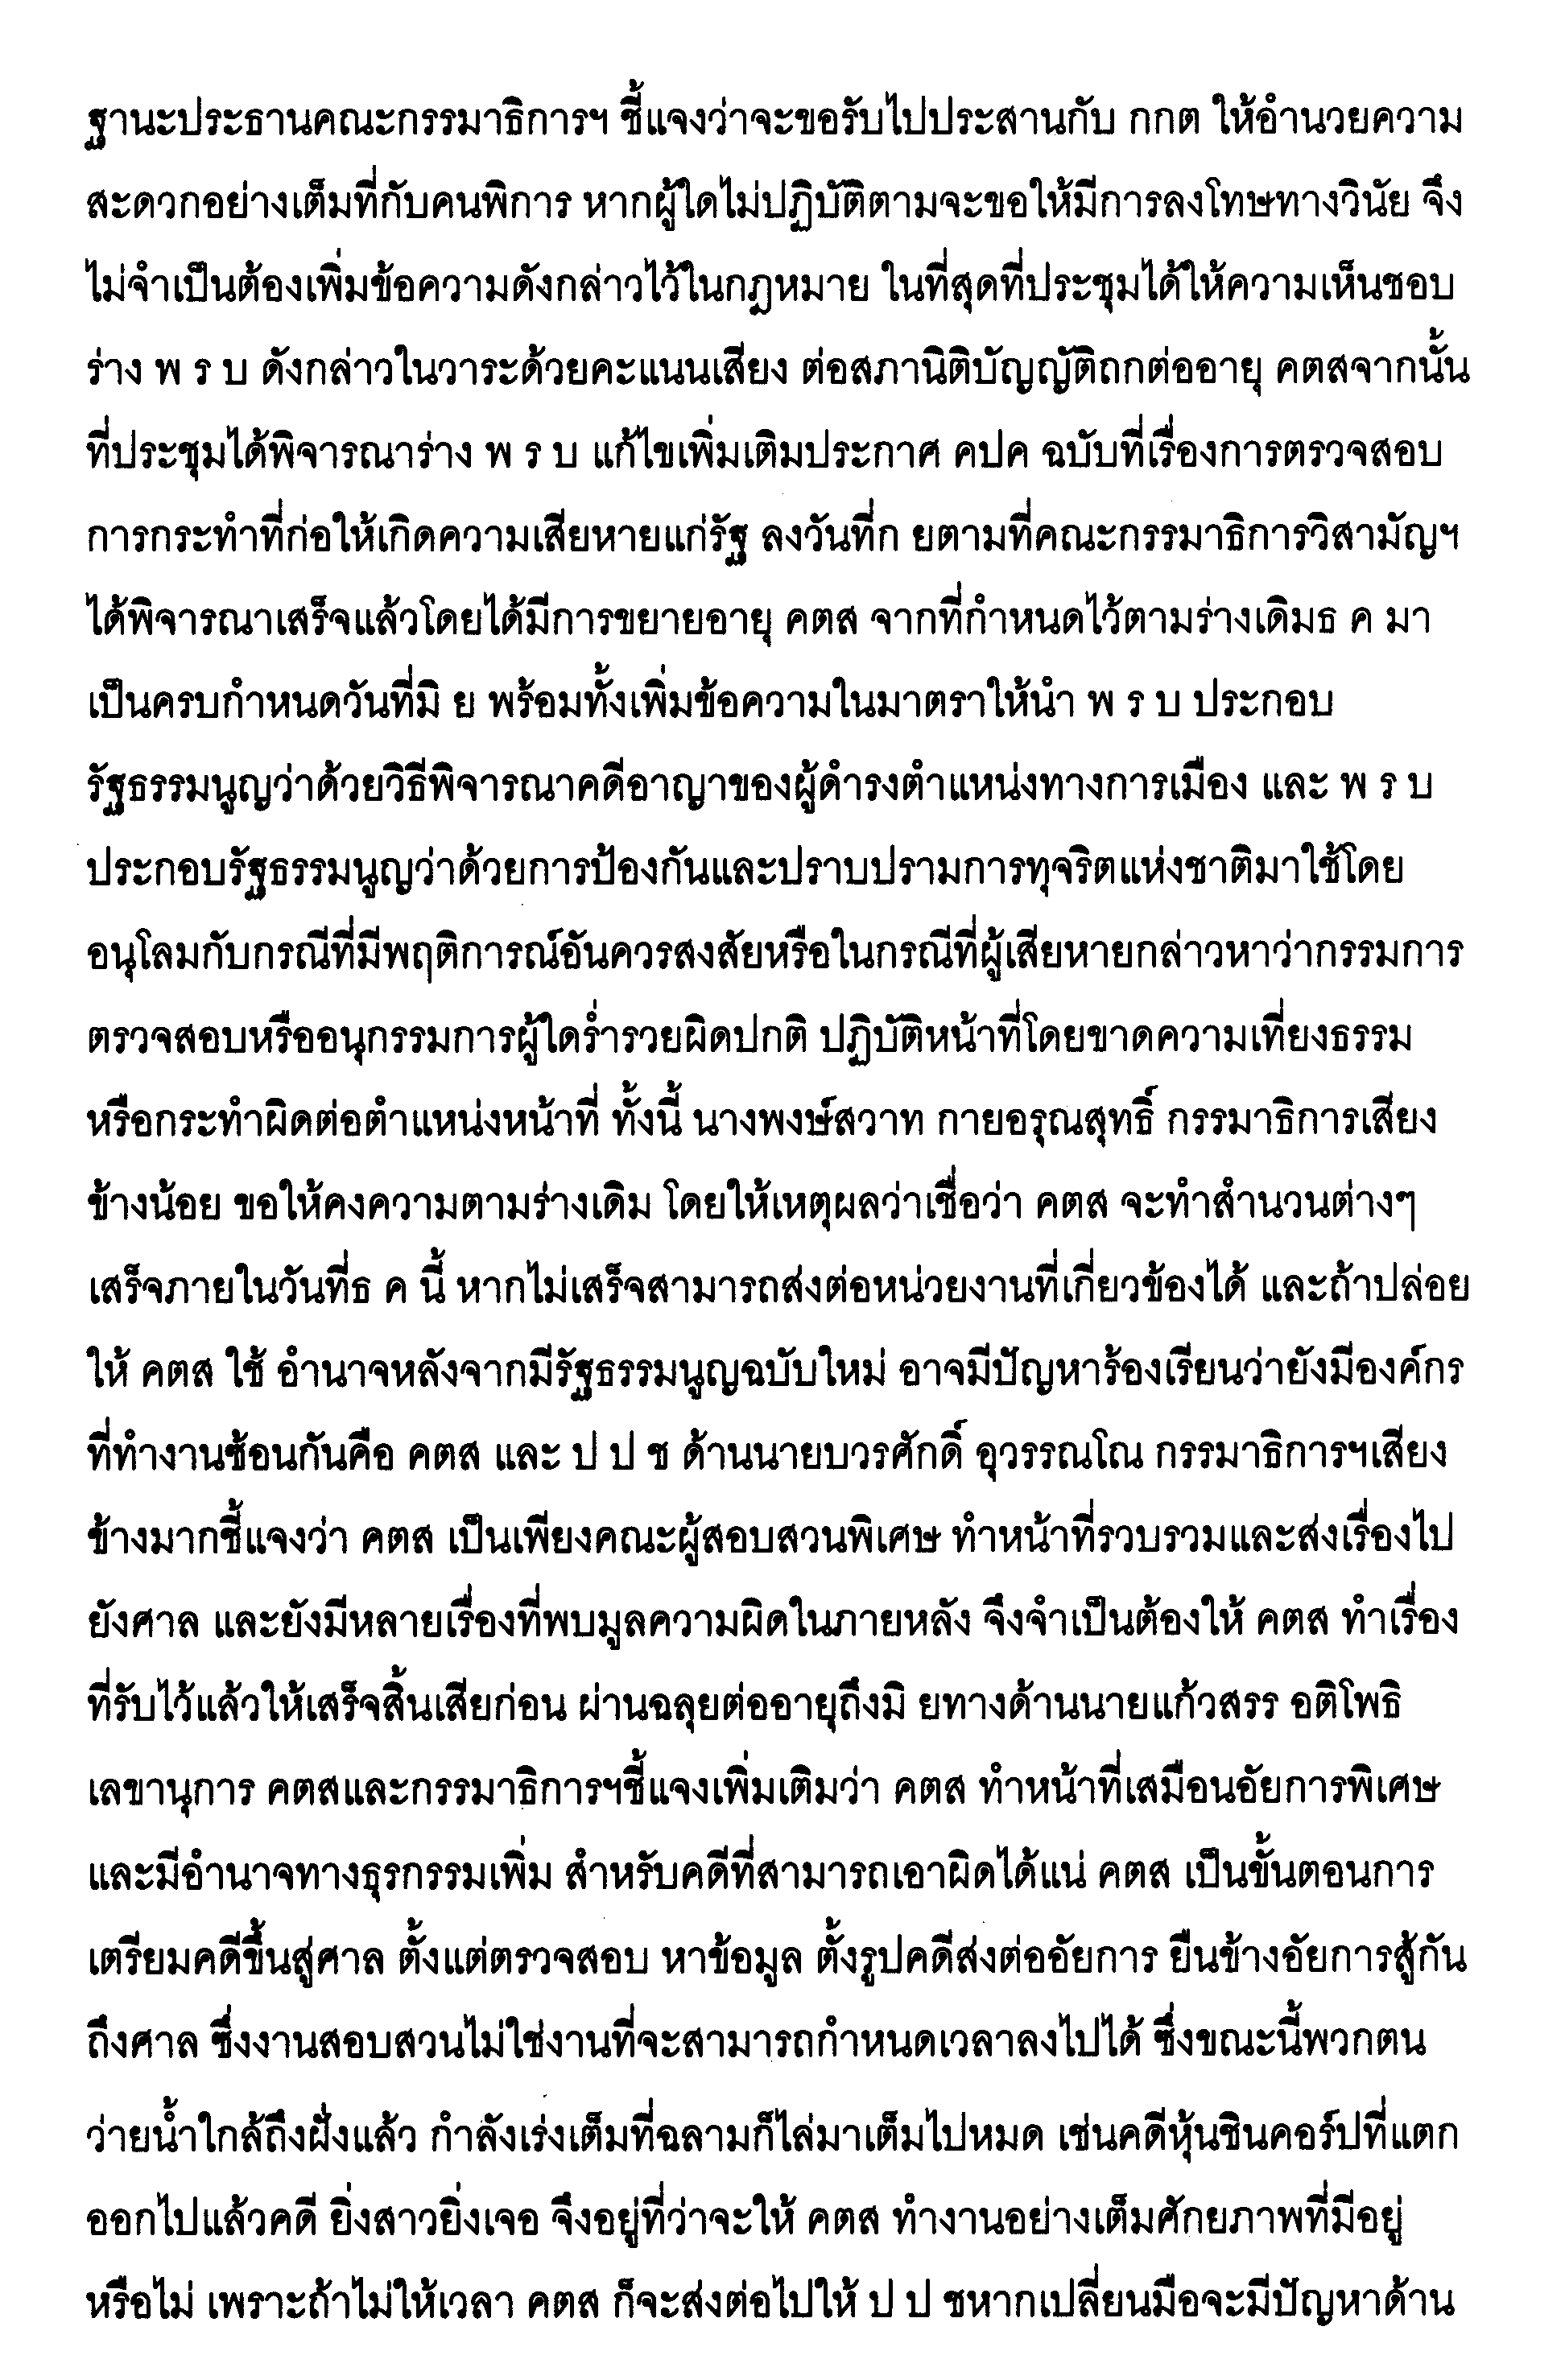 ฐานะประธานคณะกรรมาธิการฯ ชี้แจงว่าจะขอรับไปประสานกับ กกต ให้อำนวยความ
สะดวกอย่างเต็มที่กับคนพิการ หากผู้ใดไม่ปฏิบัติตามจะขอให้มีการลงโทษทางวินัย จึง
ไม่จำเป็นต้องเพิ่มข้อความดังกล่าวไว้ในกฎหมาย ในที่สุดที่ประชุมได้ให้ความเห็นชอบ
ร่าง พ ร บ ดังกล่าวในวาระด้วยคะแนนเสียง ต่อสภานิติบัญญัติถกต่ออายุ คตสจากนั้น
ที่ประชุมได้พิจารณาร่าง พ ร บ แก้ไขเพิ่มเติมประกาศ คปค ฉบับที่เรื่องการตรวจสอบ
การกระทำที่ก่อให้เกิดความเสียหายแก่รัฐ ลงวันที่ก ยตามที่คณะกรรมาธิการวิสามัญฯ
ได้พิจารณาเสร็จแล้วโดยได้มีการขยายอายุ คตส จากที่กำหนดไว้ตามร่างเดิมธ ค มา
เป็นครบกำหนดวันที่มิ ย พร้อมทั้งเพิ่มข้อความในมาตราให้นำ พ ร บ ประกอบ
รัฐธรรมนูญว่าด้วยวิธีพิจารณาคดีอาญาของผู้ดำรงตำแหน่งทางการเมือง และ พ ร บ
ประกอบรัฐธรรมนูญว่าด้วยการป้องกันและปราบปรามการทุจริตแห่งชาติมาใช้โดย
อนุโลมกับกรณีที่มีพฤติการณ์อันควรสงสัยหรือในกรณีที่ผู้เสียหายกล่าวหาว่ากรรมการ
ตรวจสอบหรืออนุกรรมการผู้ใดร่ำรวยผิดปกติ ปฏิบัติหน้าที่โดยขาดความเที่ยงธรรม
หรือกระทำผิดต่อตำแหน่งหน้าที่ ทั้งนี้ นางพงษ์สวาท กายอรุณสุทธิ์ กรรมาธิการเสียง
ข้างน้อย ขอให้คงความตามร่างเดิม โดยให้เหตุผลว่าเชื่อว่า คตส จะทำสำนวนต่างๆ
เสร็จภายในวันที่ธ ค นี้ หากไม่เสร็จสามารถส่งต่อหน่วยงานที่เกี่ยวข้องได้ และถ้าปล่อย
ให้ คตส ใช้ อำนาจหลังจากมีรัฐธรรมนูญฉบับใหม่ อาจมีปัญหาร้องเรียนว่ายังมีองค์กร
ที่ทำงานซ้อนกันคือ คตส และ ป ป ช ด้านนายบวรศักดิ์ อุวรรณโณ กรรมาธิการฯเสียง
ข้างมากชี้แจงว่า คตส เป็นเพียงคณะผู้สอบสวนพิเศษ ทำหน้าที่รวบรวมและส่งเรื่องไป
ยังศาล และยังมีหลายเรื่องที่พบมูลความผิดในภายหลัง จึงจำเป็นต้องให้ คตส ทำเรื่อง
ที่รับไว้แล้วให้เสร็จสิ้นเสียก่อน ผ่านฉลุยต่ออายุถึงมิ ยทางด้านนายแก้วสรร อติโพธิ
เลขานุการ คตสและกรรมาธิการฯชี้แจงเพิ่มเติมว่า คตส ทำหน้าที่เสมือนอัยการพิเศษ
และมีอำนาจทางธุรกรรมเพิ่ม สำหรับคดีที่สามารถเอาผิดได้แน่ คตส เป็นขั้นตอนการ
เตรียมคดีขึ้นสู่ศาล ตั้งแต่ตรวจสอบ หาข้อมูล ตั้งรูปคดีส่งต่ออัยการ ยืนข้างอัยการสู้กัน
ถึงศาล ซึ่งงานสอบสวนไม่ใช่งานที่จะสามารถกำหนดเวลาลงไปได้ ซึ่งขณะนี้พวกตน
ว่ายน้ำใกล้ถึงฝั่งแล้ว กำลังเร่งเต็มที่ฉลามก็ไล่มาเต็มไปหมด เช่นคดีหุ้นชินคอร์ปที่แตก
ออกไปแล้วคดี ยิ่งสาวยิ่งเจอ จึงอยู่ที่ว่าจะให้ คตส ทำงานอย่างเต็มศักยภาพที่มีอยู่
หรือไม่ เพราะถ้าไม่ให้เวลา คตส ก็จะส่งต่อไปให้ ป ป ชหากเปลี่ยนมือจะมีปัญหาด้าน